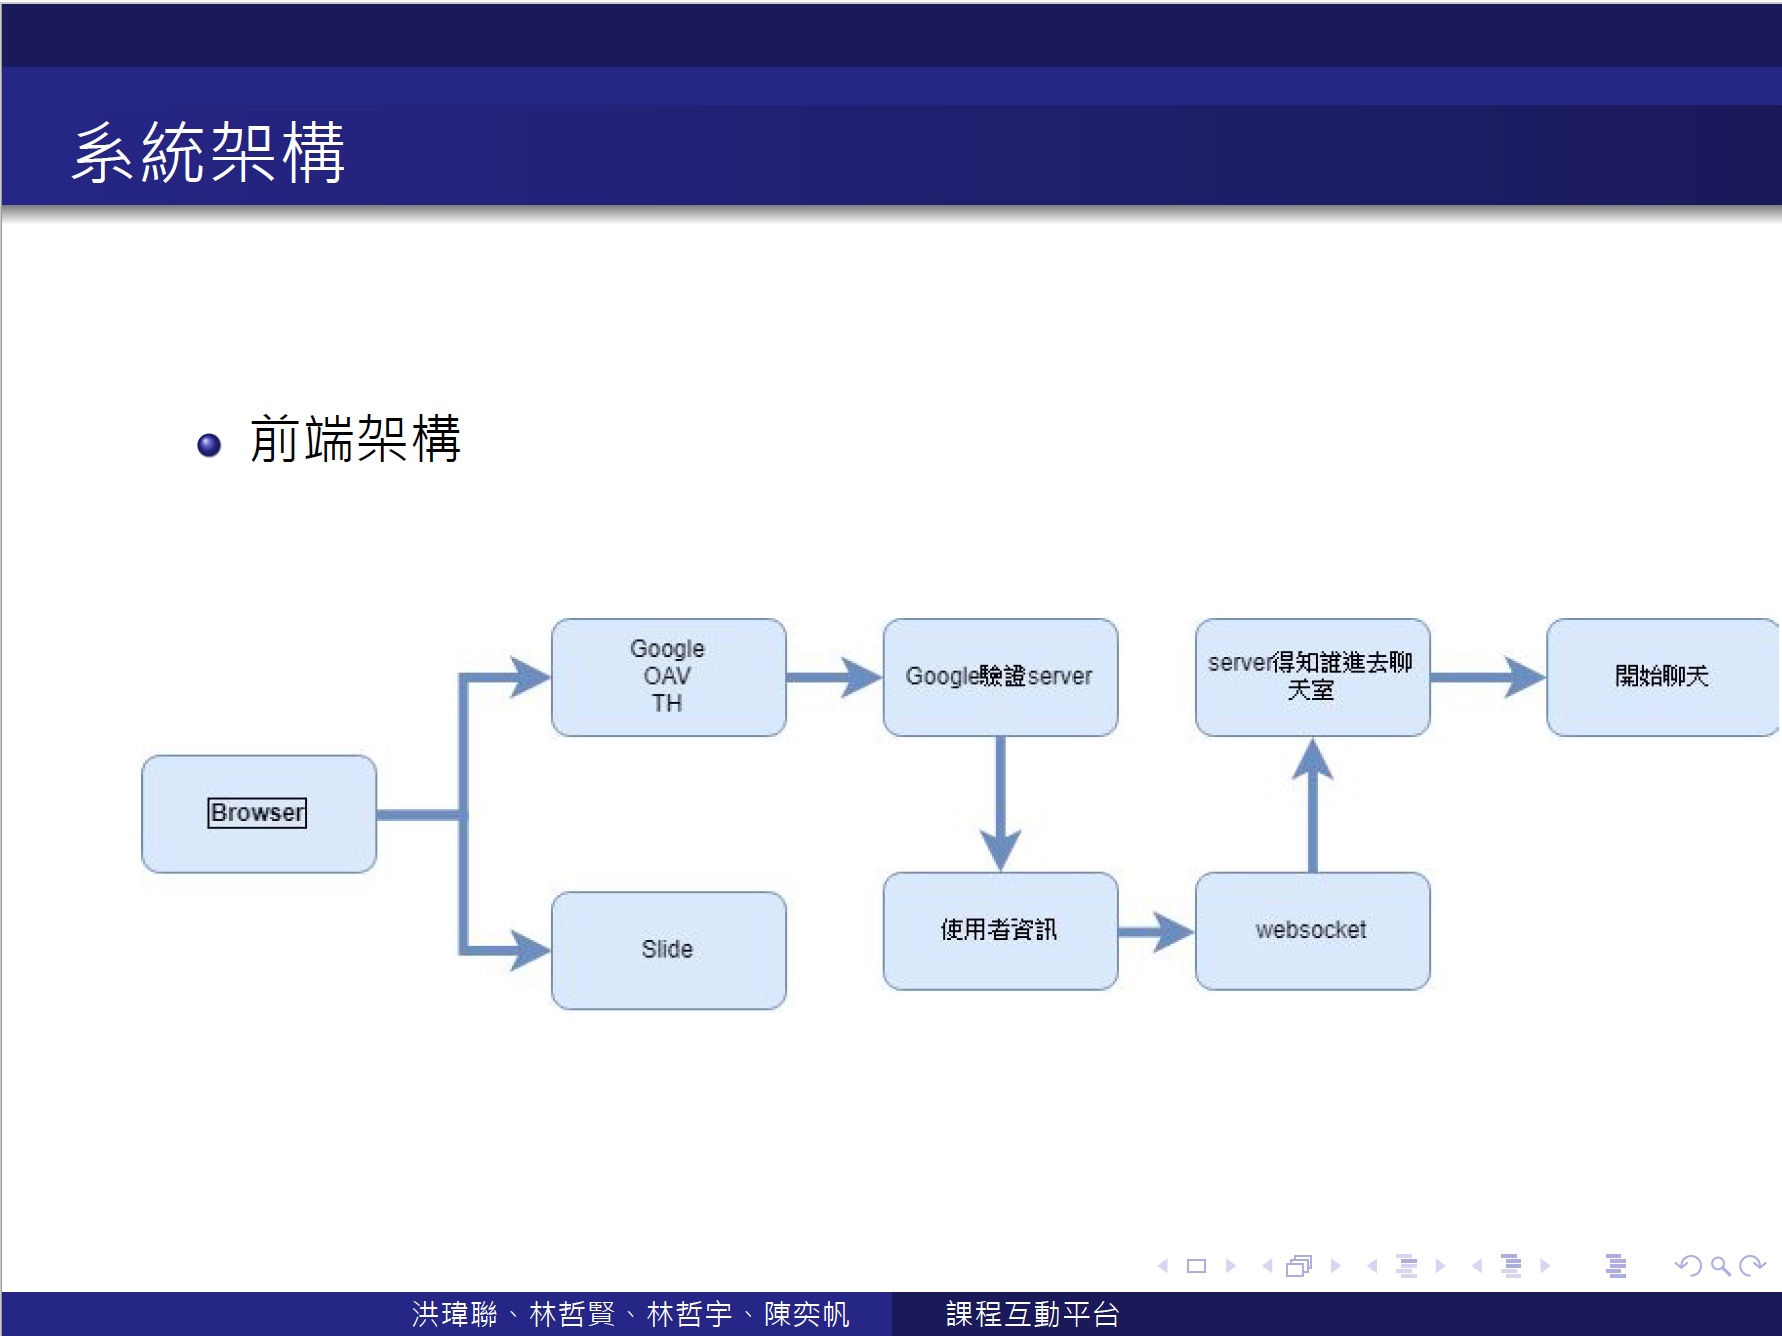 系統架構
前端架構
Browser
Google
OAV
TH
Slide
Google驗證server
使用者資訊
websocket
server得知誰進去聊
天室
開始聊天
洪瑋聯、林哲賢、林哲宇、陳奕帆
課程互動平台